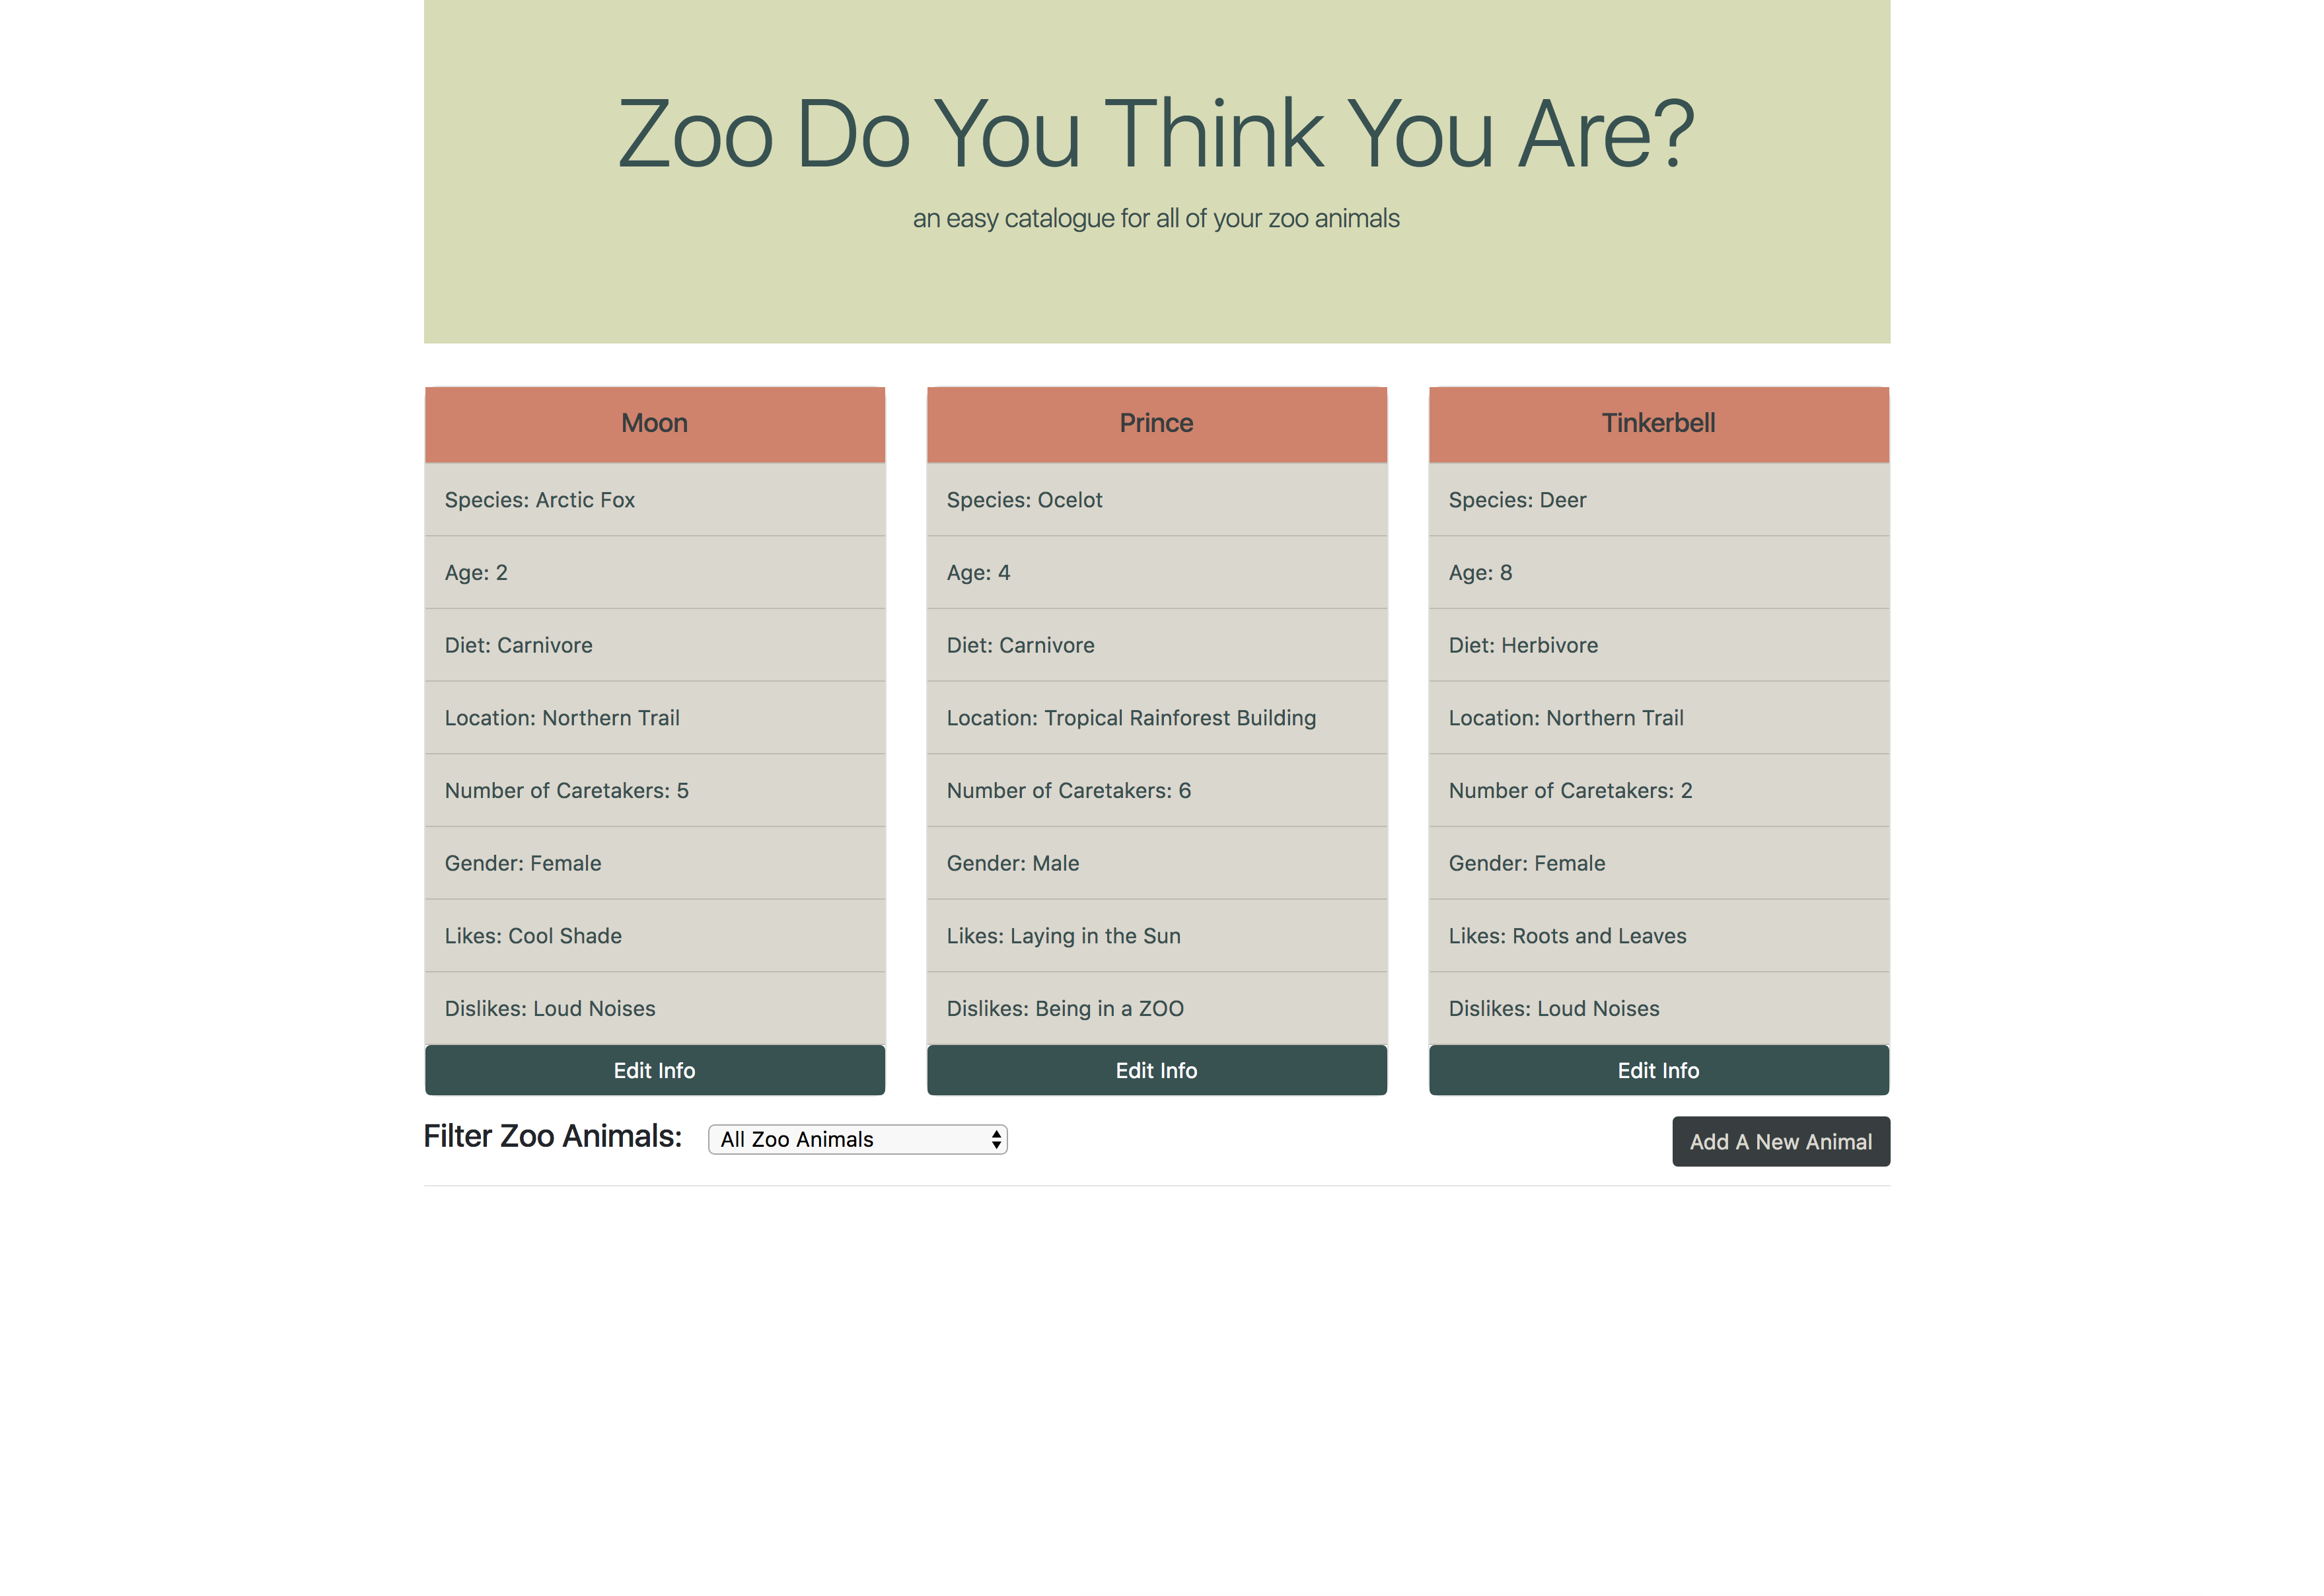 Zoo Do You Think You Are?
an easy catalogue for all of your zoo animals
Moon
Species: Arctic Fox
Age: 2
Diet: Carnivore
Location: Northern Trail
Number of Caretakers: 5
Gender: Female
Likes: Cool Shade
Dislikes: Loud Noises
Edit Info
Prince
Species: Ocelot
Age: 4
Diet: Carnivore
Location: Tropical Rainforest Building
Number of Caretakers: 6
Gender: Male
Likes: Laying in the Sun
Dislikes: Being in a ZOO
Edit Info
Tinkerbell
Species: Deer
Age: 8
Diet: Herbivore
Location: Northern Trail
Number of Caretakers: 2
Gender: Female
Likes: Roots and Leaves
Dislikes: Loud Noises
Edit Info
Filter Zoo Animals:
All Zoo Animals
Add A New Animal